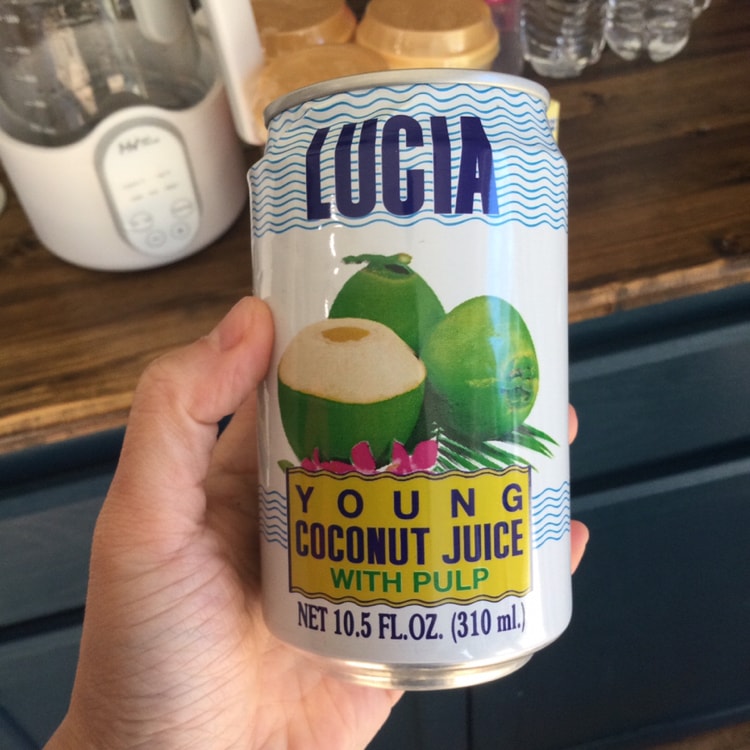 LUCIA
YOUNG
COCONUT JUICE
WITH PULP
NET 10.5 FL.OZ. (310 ml.)